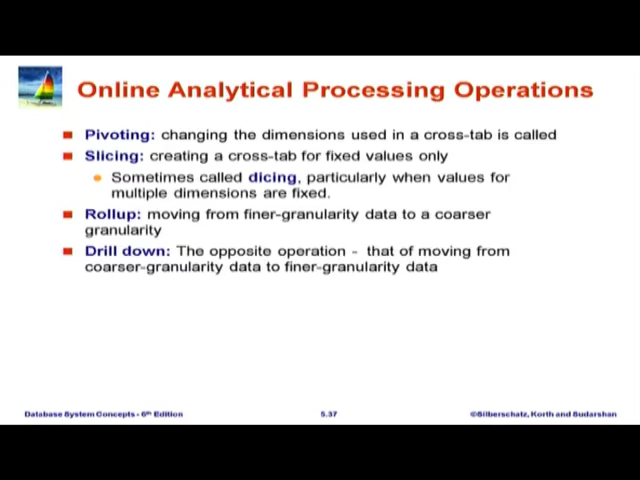 Online Analytical Processing Operations
Pivoting: changing the dimensions used in a cross-tab is called
Slicing: creating a cross-tab for fixed values only
Sometimes called dicing, particularly when values for
multiple dimensions are fixed.
Rollup: moving from finer-granularity data to a coarser
granularity
Drill down: The opposite operation - that of moving from
coarser-granularity data to finer-granularity data
Database System Concepts - 6th Edition
5.37
©Silberschatz, Korth and Sudarshan